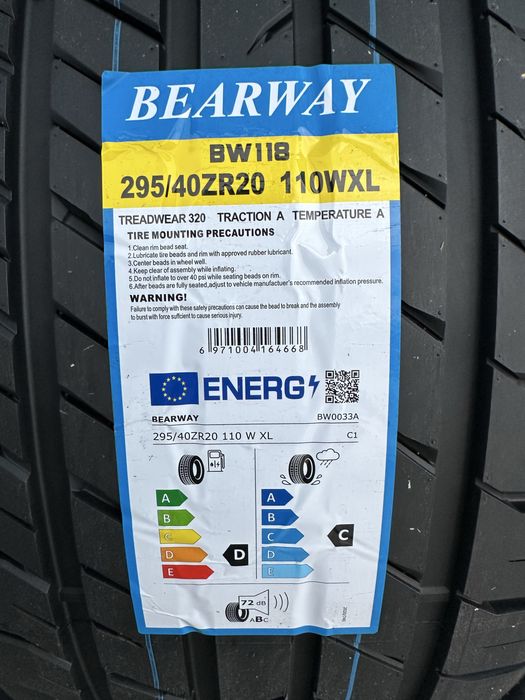 BEARWAY
BW118
295/40ZR20 110WXL
TREADWEAR 320 TRACTION A TEMPERATURE A
TIRE MOUNTING PRECAUTIONS
1.Clean rim bead seat.
2.Lubricate tire beads and rim with approved rubber lubricant.
3.Center beads in wheel well.
4.Keep clear of assembly while inflating.
5.Do not inflate to over 40 psi while seating beads on rim.
6.After beads are fully seated,adjust to vehicle manufactuer's recommended inflation pressure.
WARNING!
Failure to comply with these safety precautions can cause the bead to break and the assembly
to burst with force sufficient to cause serious injury.
6 971004 164668
ENERG
BEARWAY BW0033A
295/40ZR20 110 W XL C1
A A
B B
C C C
D D D
E E
72 dB
ABC